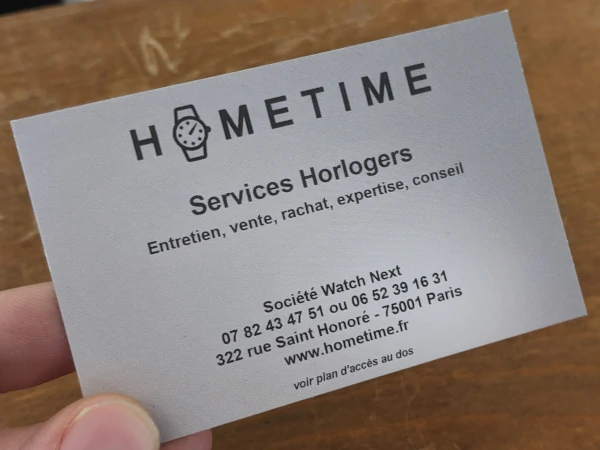 HOMETIME
Services Horlogers
Entretien, vente, rachat, expertise, conseil
Société Watch Next
07 82 43 47 51 ou 06 52 39 16 31
322 rue Saint Honoré - 75001 Paris
www.hometime.fr
voir plan d'accès au dos